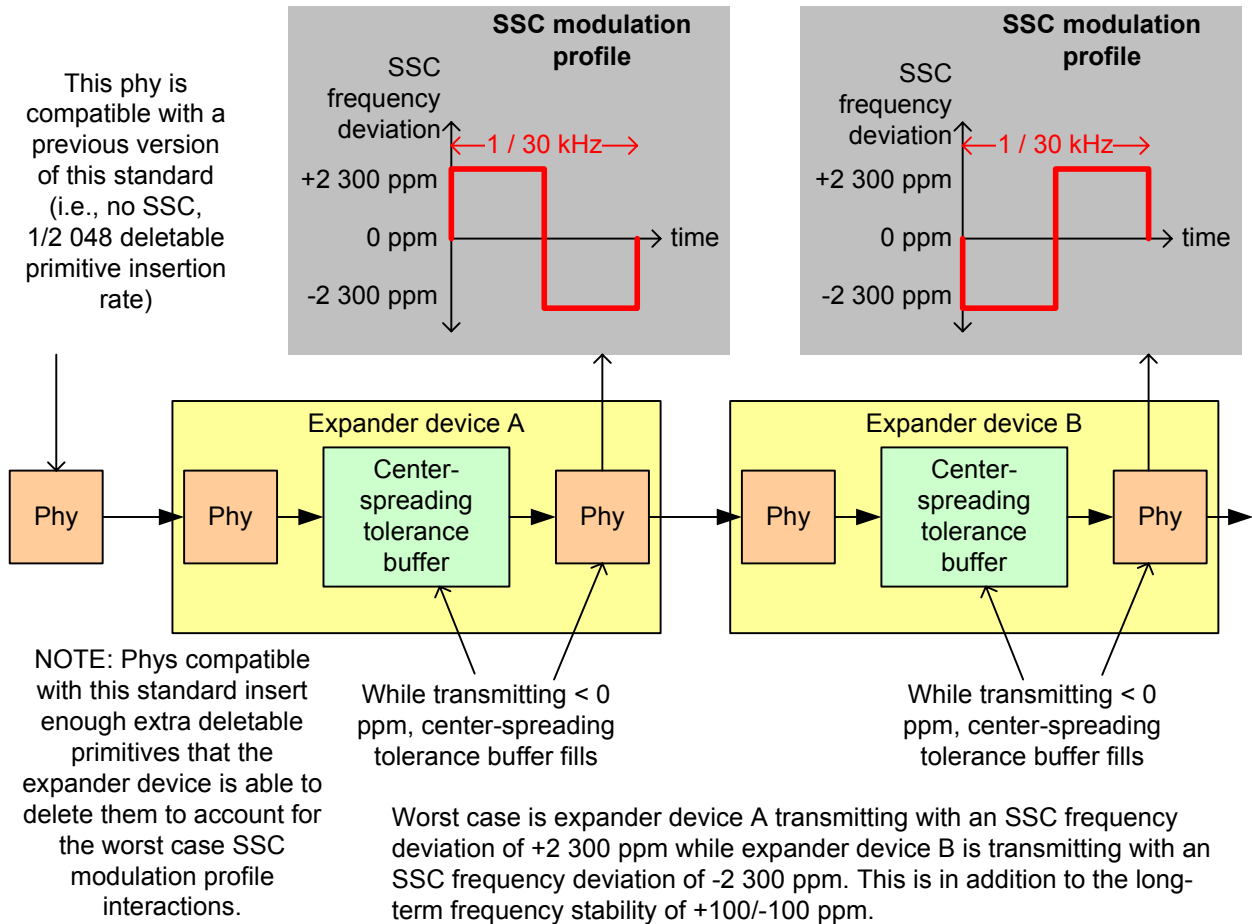 This phy is
compatible with a
previous version
of this standard
(i.e., no SSC,
1/2 048 deletable
primitive insertion
rate)
SSC modulation
profile
SSC
frequency
deviation
1 / 30 kHz
+2 300 ppm
0 ppm
time
-2 300 ppm
SSC modulation
profile
SSC
frequency
deviation
1 / 30 kHz
+2 300 ppm
0 ppm
time
-2 300 ppm
Expander device A
Expander device B
Phy
Phy
Center-
spreading
tolerance
buffer
Phy
Phy
Center-
spreading
tolerance
buffer
Phy
NOTE: Phys compatible
with this standard insert
enough extra deletable
primitives that the
expander device is able to
delete them to account for
the worst case SSC
modulation profile
interactions.
While transmitting < 0
ppm, center-spreading
tolerance buffer fills
While transmitting < 0
ppm, center-spreading
tolerance buffer fills
Worst case is expander device A transmitting with an SSC frequency
deviation of +2 300 ppm while expander device B is transmitting with an
SSC frequency deviation of -2 300 ppm. This is in addition to the long-
term frequency stability of +100/-100 ppm.